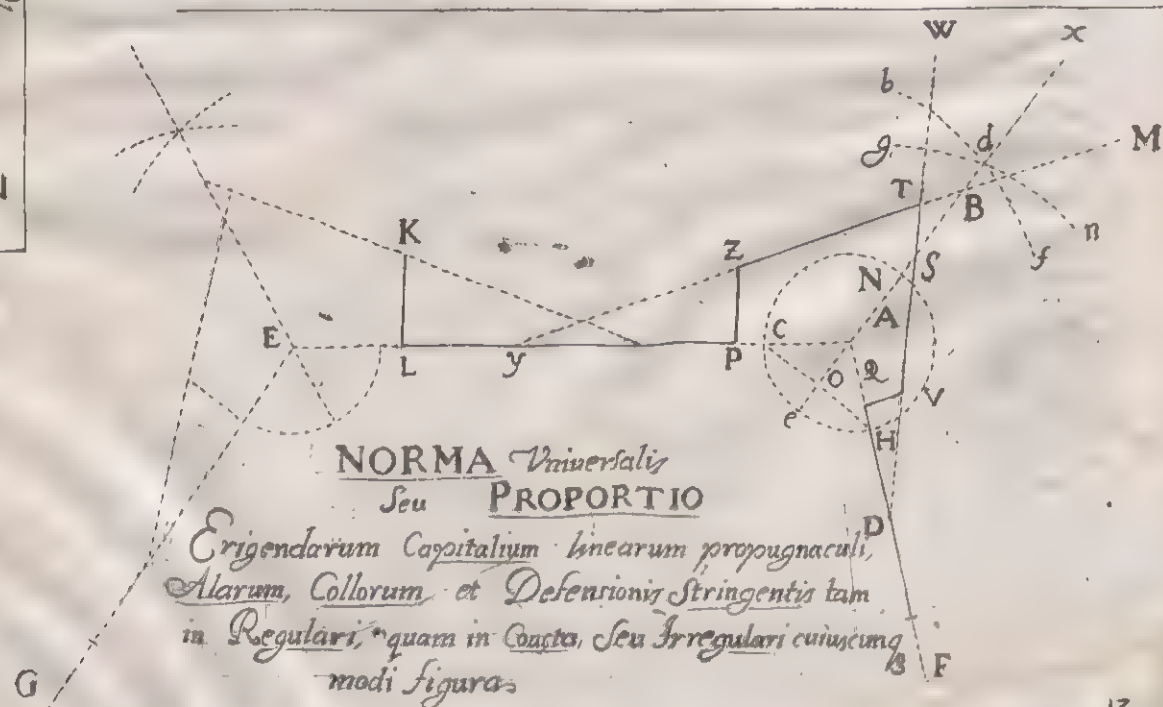 W x
b
g d M
T B n f
K Z N S
A
E L y P C
O Q V
e H
NORMA Vniuersalis
Seu PROPORTIO
D
Erigendarum Capitalium linearum propugnaculi,
Alarum, Collorum, et Defensionis Stringentis tam
in Regulari, quam in Coacta, Seu Irregulari cuiuscunq
G modi figura F